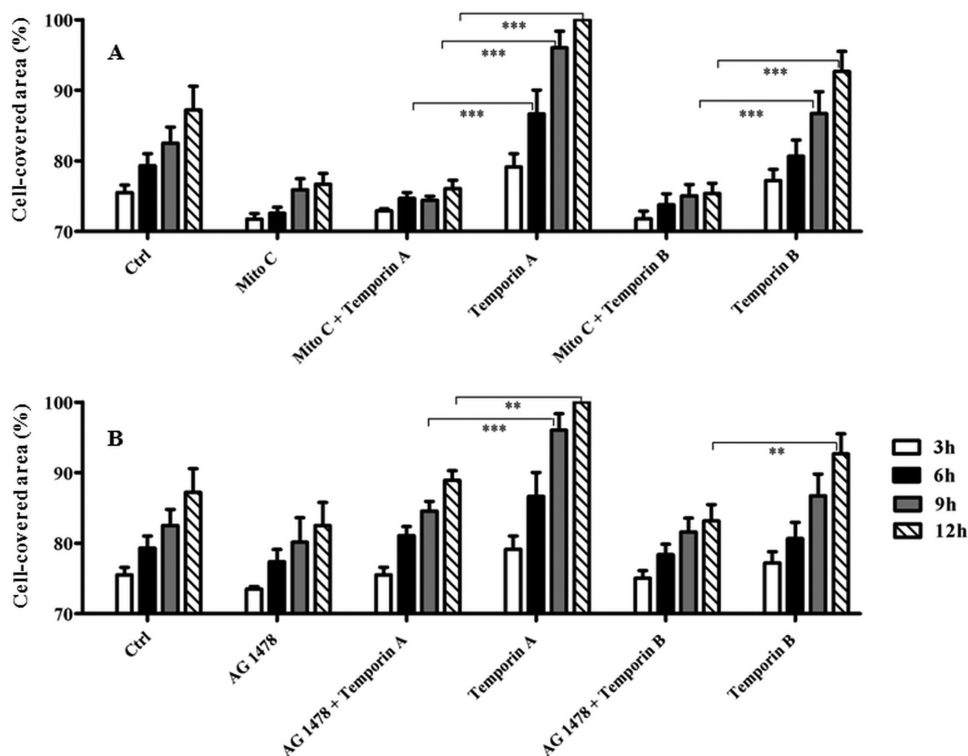 A
Cell-covered area (%)
100
90
80
70
***
***
***
***
***
Ctrl
Mito C
Mito C + Temporin A
Temporin A
Mito C + Temporin B
Temporin B
B
Cell-covered area (%)
100
90
80
70
**
***
**
Ctrl
AG 1478
AG 1478 + Temporin A
Temporin A
AG 1478 + Temporin B
Temporin B
3h
6h
9h
12h